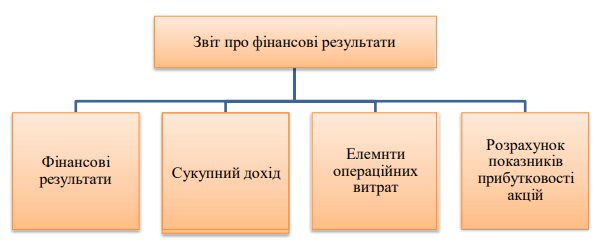 Звіт про фінансові результати
Фінансові
результати
Сукупний дохід
Елемнти
операційних
витрат
Розрахунок
показників
прибутковості
акцій